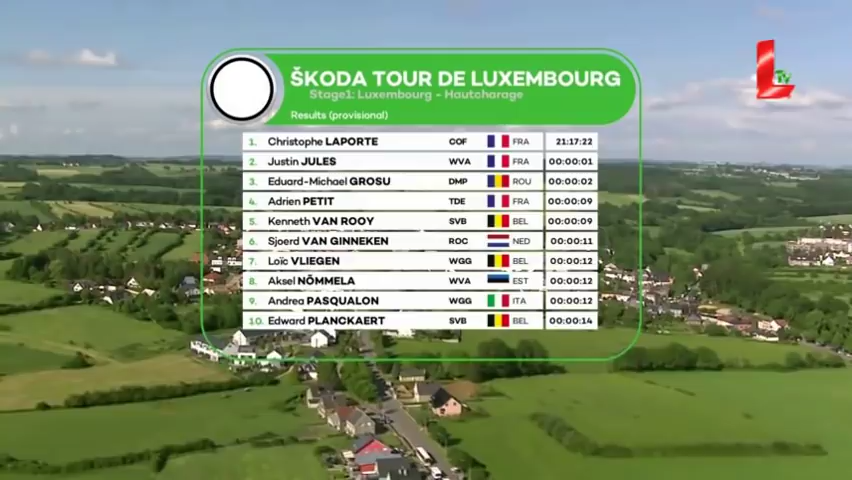 L TV
ŠKODA TOUR DE LUXEMBOURG
Stage1: Luxembourg - Hautcharage
Results (provisional)
1. Christophe LAPORTE COF FRA 21:17:22
2. Justin JULES WVA FRA 00:00:01
3. Eduard-Michael GROSU DMP ROU 00:00:02
4. Adrien PETIT TDE FRA 00:00:09
5. Kenneth VAN ROOY SVB BEL 00:00:09
6. Sjoerd VAN GINNEKEN ROC NED 00:00:11
7. Loïc VLIEGEN WGG BEL 00:00:12
8. Aksel NÕMMELA WVA EST 00:00:12
9. Andrea PASQUALON WGG ITA 00:00:12
10. Edward PLANCKAERT SVB BEL 00:00:14